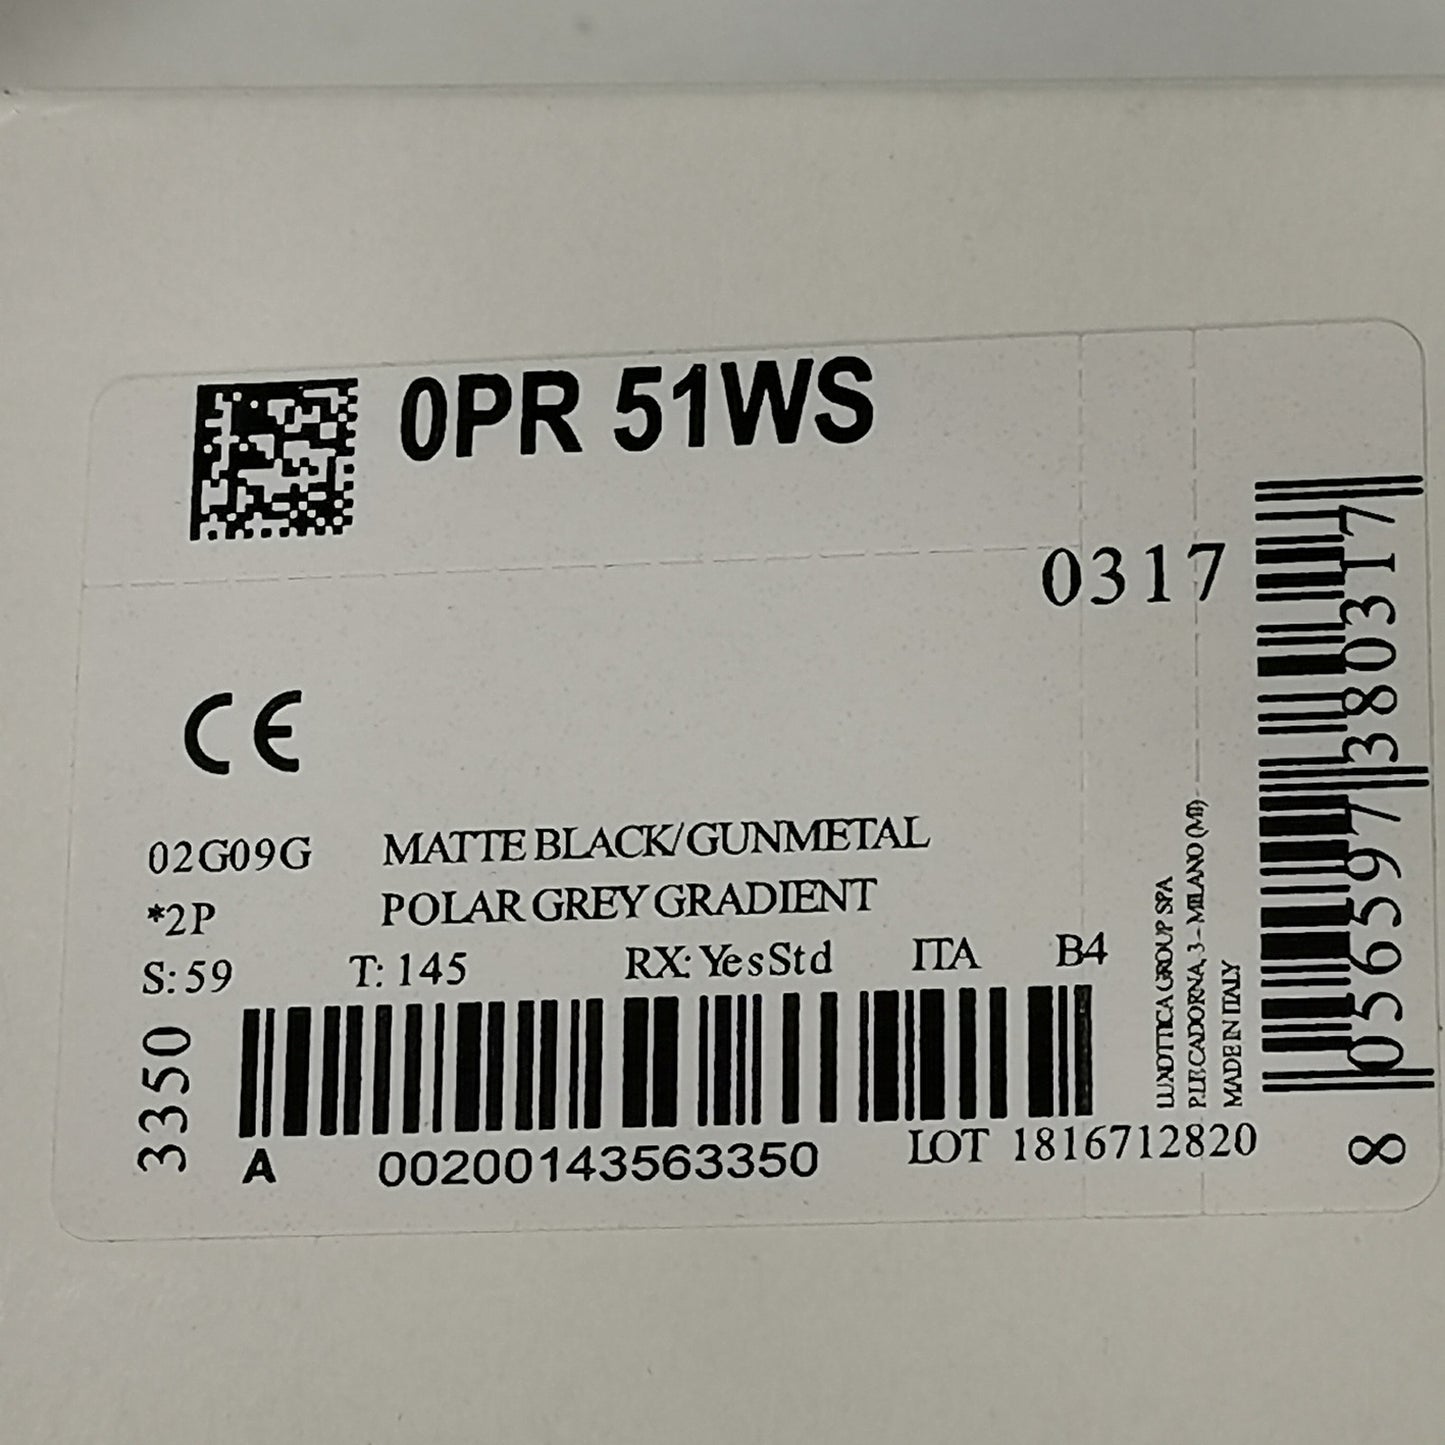 0PR 51WS
0317
CE
02G09G MATTE BLACK/GUNMETAL
*2P POLAR GREY GRADIENT
S: 59 T: 145 RX: YesStd ITA B4
3350
A 00200143563350
LOT 1816712820
LUXOTTICA GROUP SPA
P.LE CADORNA, 3 - MILANO (MI)
MADE IN ITALY
8 056597 380317